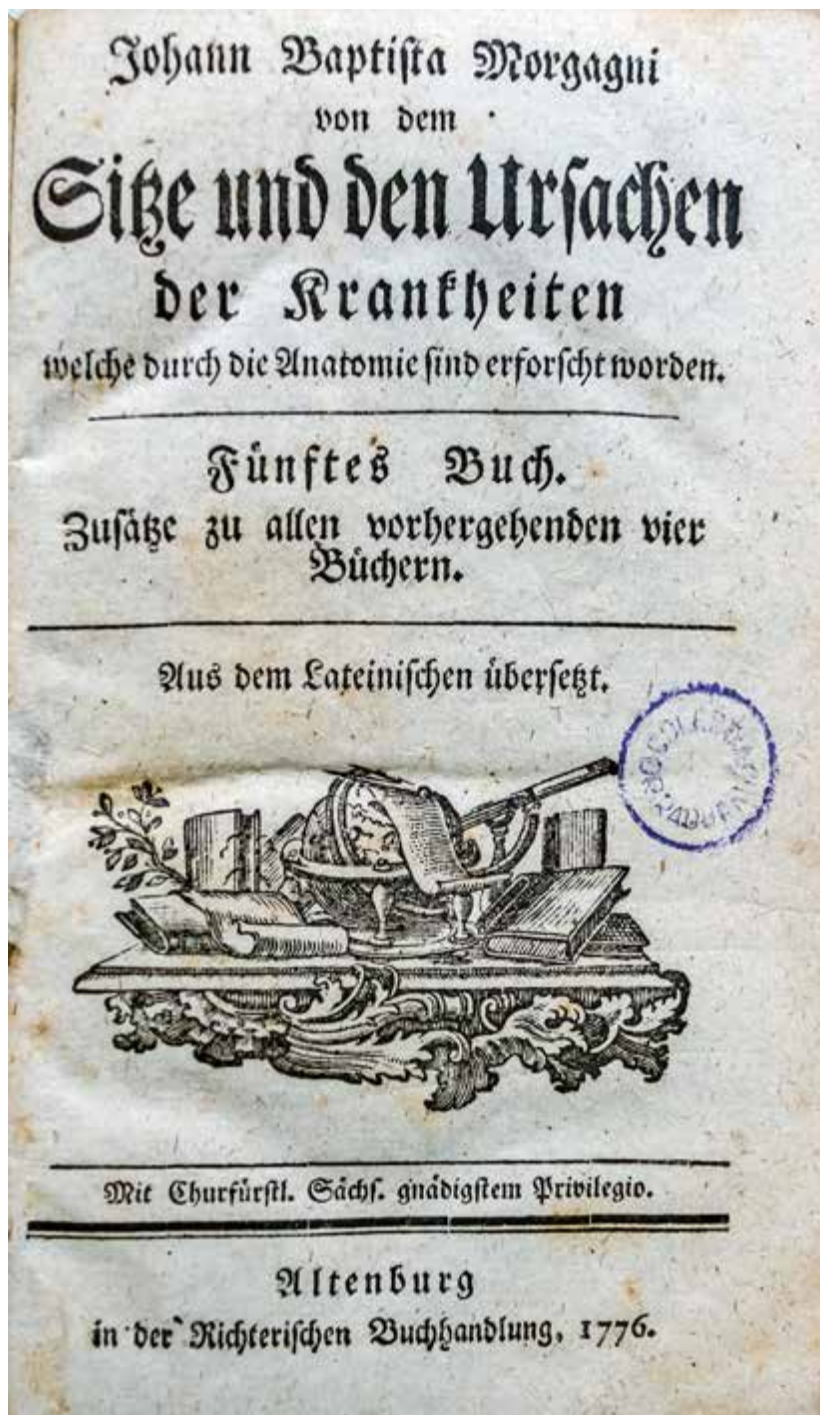 Johann Baptista Morgagni
von dem
Sitze und den Ursachen
der Krankheiten
welche durch die Anatomie sind erforscht worden.
Fünftes Buch.
Zusätze zu allen vorhergehenden vier
Büchern.
Aus dem Lateinischen übersetzt.
Mit Churfürstl. Sächs. gnädigstem Privilegio.
Altenburg
in der Richterischen Buchhandlung, 1776.